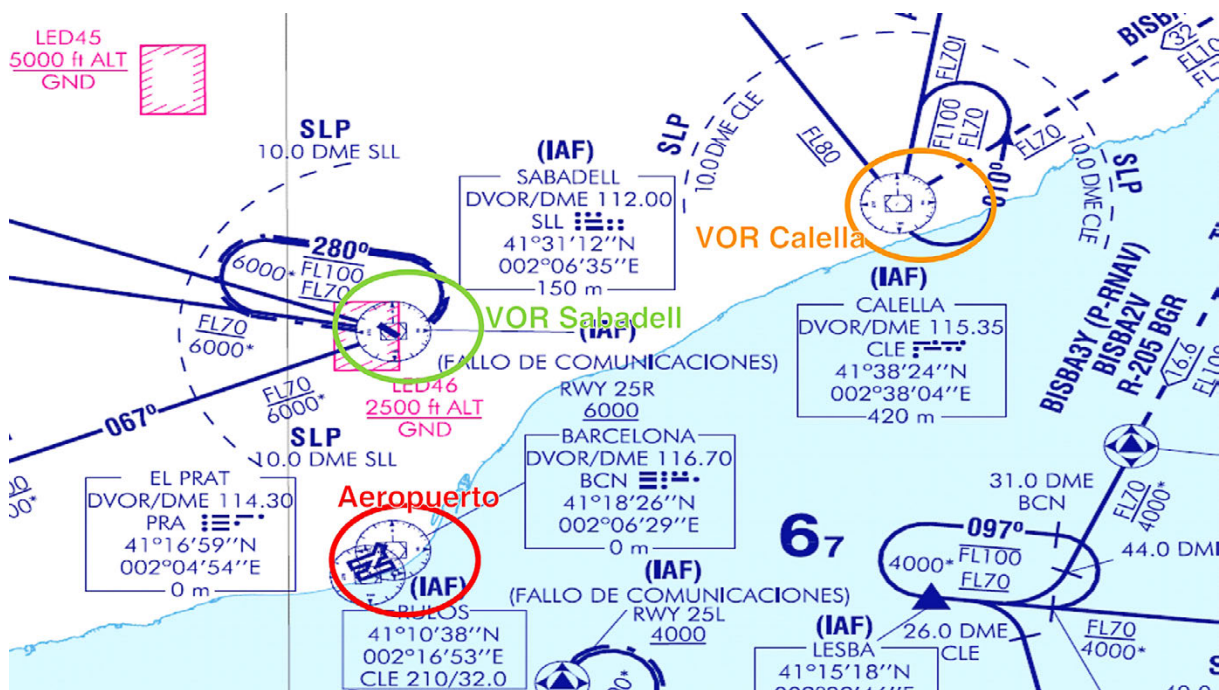 LED45
5000 ft ALT
GND
SLP
10.0 DME SLL
(IAF)
SABADELL
DVOR/DME 112.00
SLL
41°31'12''N
002°06'35''E
150 m
SLP
10.0 DME CLE
FL80
FL70
FL100
FL70
FL70
010º
10.0 DME CLE
SLP
32
280º
6000* FL100
FL70
VOR Sabadell
VOR Calella
FL70
6000*
FL70
6000*
067º
SLP
10.0 DME SLL
LED46
2500 ft ALT
GND
(IAF)
(FALLO DE COMUNICACIONES)
RWY 25R
6000
(IAF)
CALELLA
DVOR/DME 115.35
CLE
41°38'24''N
002°38'04''E
420 m
BISBA3Y (P-RNAV)
BISBA2V
R-205 BGR
16.6
EL PRAT
DVOR/DME 114.30
PRA
41°16'59''N
002°04'54''E
0 m
Aeropuerto
BARCELONA
DVOR/DME 116.70
BCN
41°18'26''N
002°06'29''E
0 m
(IAF)
RULOS
41°10'38''N
002°16'53''E
CLE 210/32.0
(IAF)
(FALLO DE COMUNICACIONES)
RWY 25L
4000
67
31.0 DME
BCN
FL70
4000*
097º
4000* FL100
FL70
44.0 DME
26.0 DME
CLE
FL70
4000*
(IAF)
LESBA
41°15'18''N